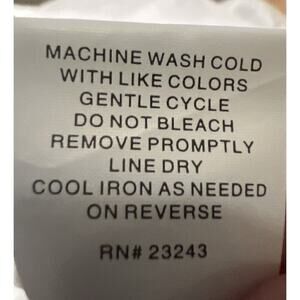 MACHINE WASH COLD
WITH LIKE COLORS
GENTLE CYCLE
DO NOT BLEACH
REMOVE PROMPTLY
LINE DRY
COOL IRON AS NEEDED
ON REVERSE
RN# 23243